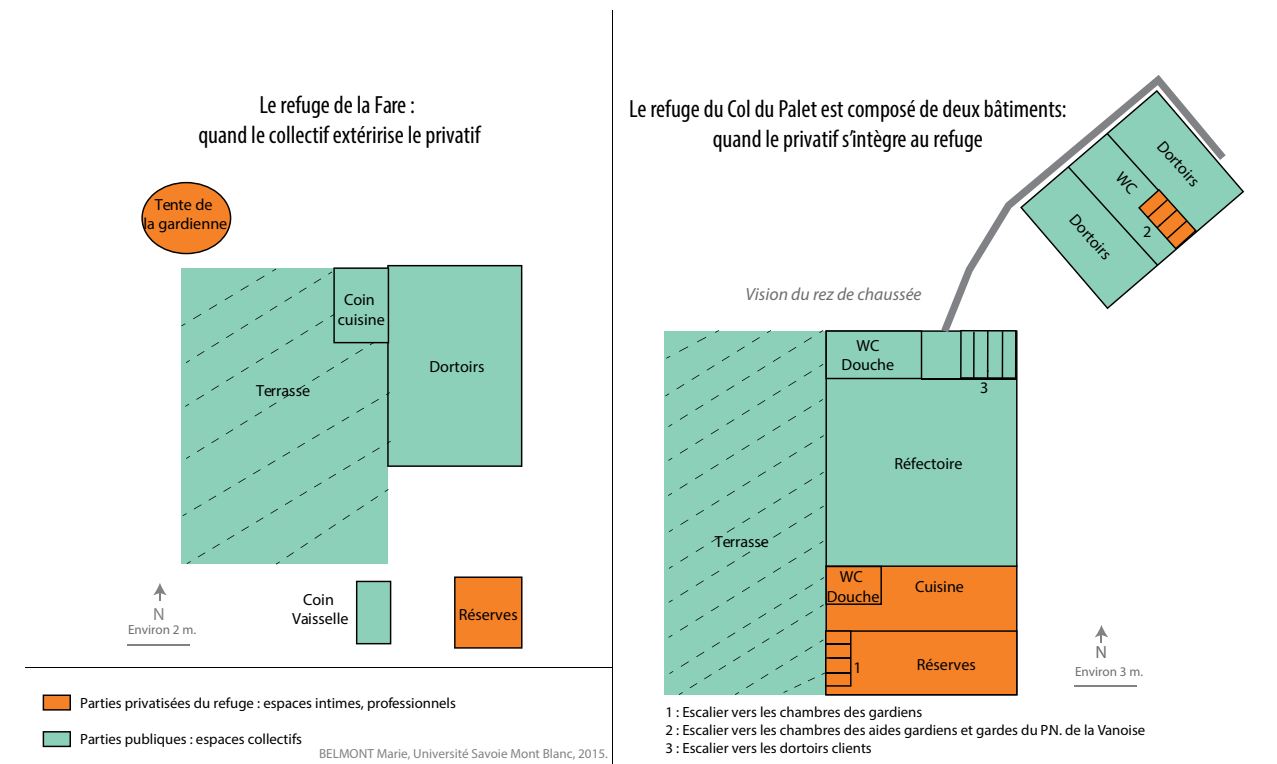 Le refuge de la Fare :
quand le collectif extéririse le privatif
Tente de
la gardienne
Coin
cuisine
Dortoirs
Terrasse
Coin
Vaisselle
Réserves
N
Environ 2 m.
Parties privatisées du refuge : espaces intimes, professionnels
Parties publiques : espaces collectifs
BELMONT Marie, Université Savoie Mont Blanc, 2015.
Le refuge du Col du Palet est composé de deux bâtiments:
quand le privatif s'intègre au refuge
Dortoirs
WC
2
Dortoirs
Vision du rez de chaussée
WC
Douche
3
Réfectoire
Terrasse
WC
Douche
Cuisine
1
Réserves
N
Environ 3 m.
1 : Escalier vers les chambres des gardiens
2 : Escalier vers les chambres des aides gardiens et gardes du PN. de la Vanoise
3 : Escalier vers les dortoirs clients